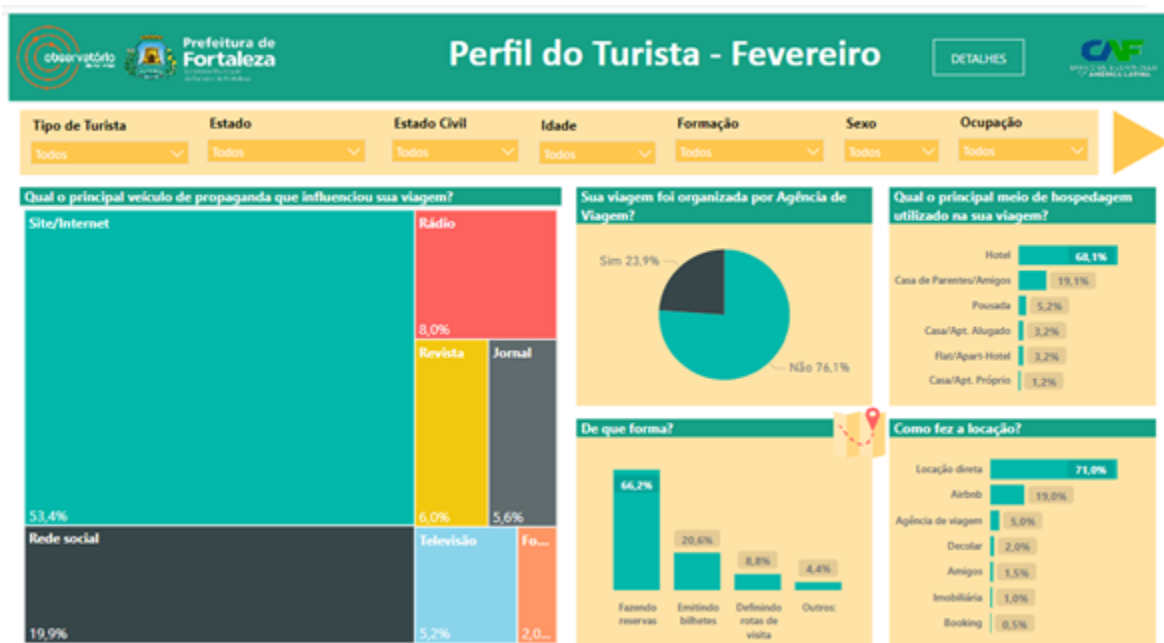 observatório
Prefeitura de
Fortaleza
Perfil do Turista - Fevereiro
DETALHES
CAF
AMÉRICA LATINA
Tipo de Turista
Estado
Estado Civil
Idade
Formação
Sexo
Ocupação
Todos
Todos
Todos
Todos
Todos
Todos
Todos
Qual o principal veículo de propaganda que influenciou sua viagem?
Site/Internet
53,4%
Rádio
8,0%
Revista
6,0%
Jornal
5,6%
Rede social
19,9%
Televisão
5,2%
Fo...
2,0...
Sua viagem foi organizada por Agência de
Viagem?
Sim 23,9%
Não 76,1%
Qual o principal meio de hospedagem
utilizado na sua viagem?
Hotel 68,1%
Casa de Parentes/Amigos 19,1%
Pousada 5,2%
Casa/Apt. Alugado 3,2%
Flat/Apart-Hotel 3,2%
Casa/Apt. Próprio 1,2%
De que forma?
66,2%
20,6%
8,8%
4,4%
Fazendo
reservas
Emitindo
bilhetes
Definindo
rotas de
visita
Outros:
Como fez a locação?
Locação direta 71,0%
Airbnb 19,0%
Agência de viagem 5,0%
Decolar 2,0%
Amigos 1,5%
Imobiliária 1,0%
Booking 0,5%